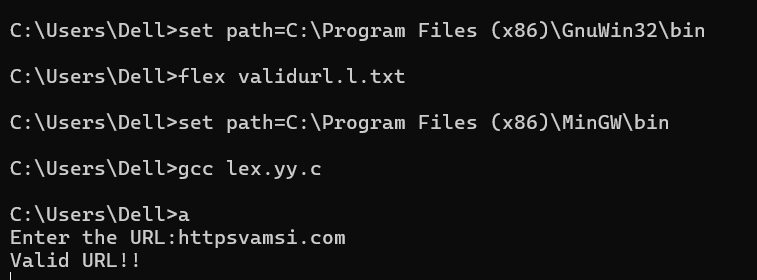 C:\Users\Dell>set path=C:\Program Files (x86)\GnuWin32\bin
C:\Users\Dell>flex validurl.l.txt
C:\Users\Dell>set path=C:\Program Files (x86)\MinGW\bin
C:\Users\Dell>gcc lex.yy.c
C:\Users\Dell>a
Enter the URL:httpsvamsi.com
Valid URL!!